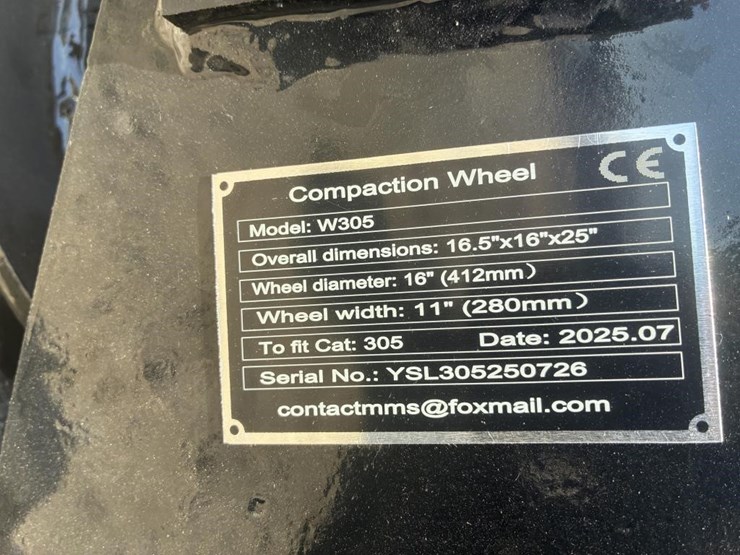 Compaction Wheel CE
Model: W305
Overall dimensions: 16.5"x16"x25"
Wheel diameter: 16" (412mm)
Wheel width: 11" (280mm)
To fit Cat: 305 Date: 2025.07
Serial No.: YSL305250726
contactmms@foxmail.com